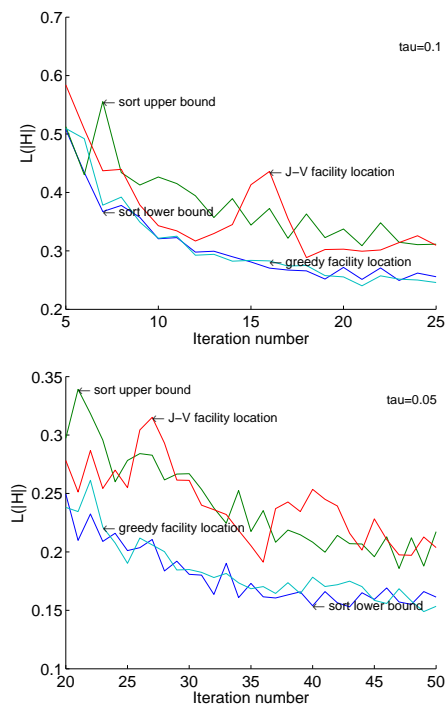 0.7
tau=0.1
0.6
← sort upper bound
0.5
L(|H|)
← J−V facility location
0.4
← sort lower bound
0.3
← greedy facility location
0.2
5 10 15 20 25
Iteration number
0.35
← sort upper bound
tau=0.05
← J−V facility location
0.3
0.25
L(|H|)
← greedy facility location
0.2
0.15
← sort lower bound
0.1
20 25 30 35 40 45 50
Iteration number